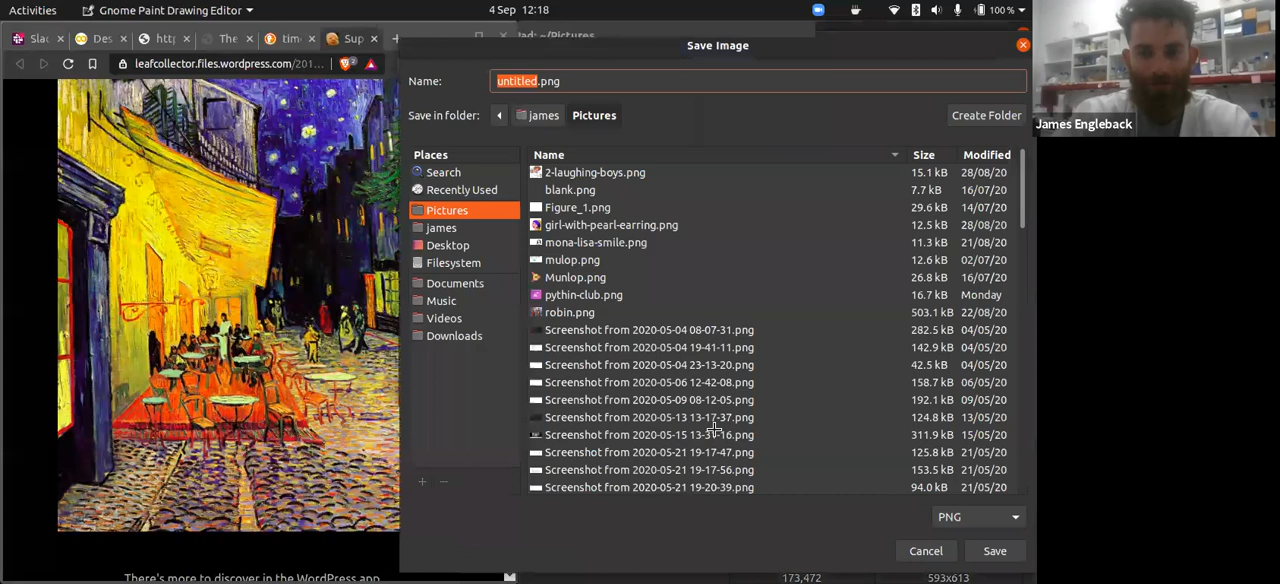 Activities
Gnome Paint Drawing Editor
4 Sep 12:18
100 %
Slac
Des
http
The
time
Sup
ad: ~/Pictures
leafcollector.files.wordpress.com/201...
2
Save Image
Name:
untitled.png
Save in folder:
james
Pictures
Create Folder
Places
Search
Recently Used
Pictures
james
Desktop
Filesystem
Documents
Music
Videos
Downloads
Name Size Modified
2-laughing-boys.png 15.1 kB 28/08/20
blank.png 7.7 kB 16/07/20
Figure_1.png 29.6 kB 14/07/20
girl-with-pearl-earring.png 12.5 kB 28/08/20
mona-lisa-smile.png 11.3 kB 21/08/20
mulop.png 12.6 kB 02/07/20
Munlop.png 26.8 kB 16/07/20
pythin-club.png 16.7 kB Monday
robin.png 503.1 kB 22/08/20
Screenshot from 2020-05-04 08-07-31.png 282.5 kB 04/05/20
Screenshot from 2020-05-04 19-41-11.png 142.9 kB 04/05/20
Screenshot from 2020-05-04 23-13-20.png 42.5 kB 04/05/20
Screenshot from 2020-05-06 12-42-08.png 158.7 kB 06/05/20
Screenshot from 2020-05-09 08-12-05.png 192.1 kB 09/05/20
Screenshot from 2020-05-13 13-17-37.png 124.8 kB 13/05/20
Screenshot from 2020-05-15 13-31-16.png 311.9 kB 15/05/20
Screenshot from 2020-05-21 19-17-47.png 125.8 kB 21/05/20
Screenshot from 2020-05-21 19-17-56.png 153.5 kB 21/05/20
Screenshot from 2020-05-21 19-20-39.png 94.0 kB 21/05/20
PNG
Cancel
Save
There's more to discover in the WordPress app
173,472
593x613
James Engleback